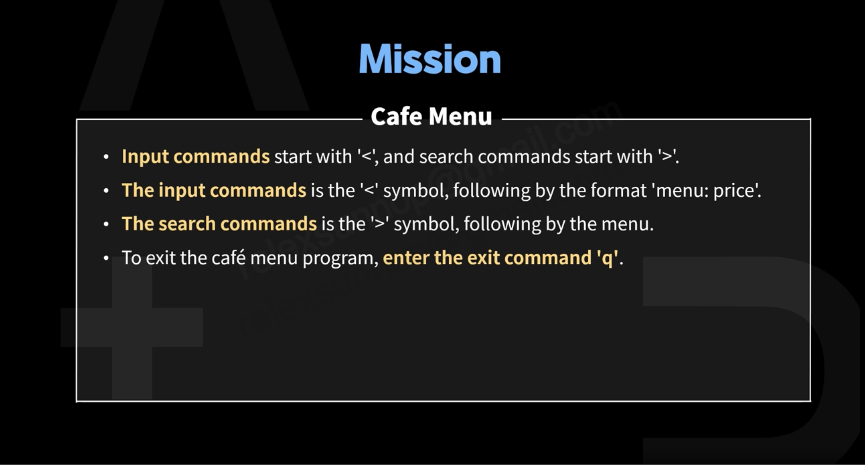 Mission
Cafe Menu
• Input commands start with '<', and search commands start with '>'.
• The input commands is the '<' symbol, following by the format 'menu: price'.
• The search commands is the '>' symbol, following by the menu.
• To exit the café menu program, enter the exit command 'q'.